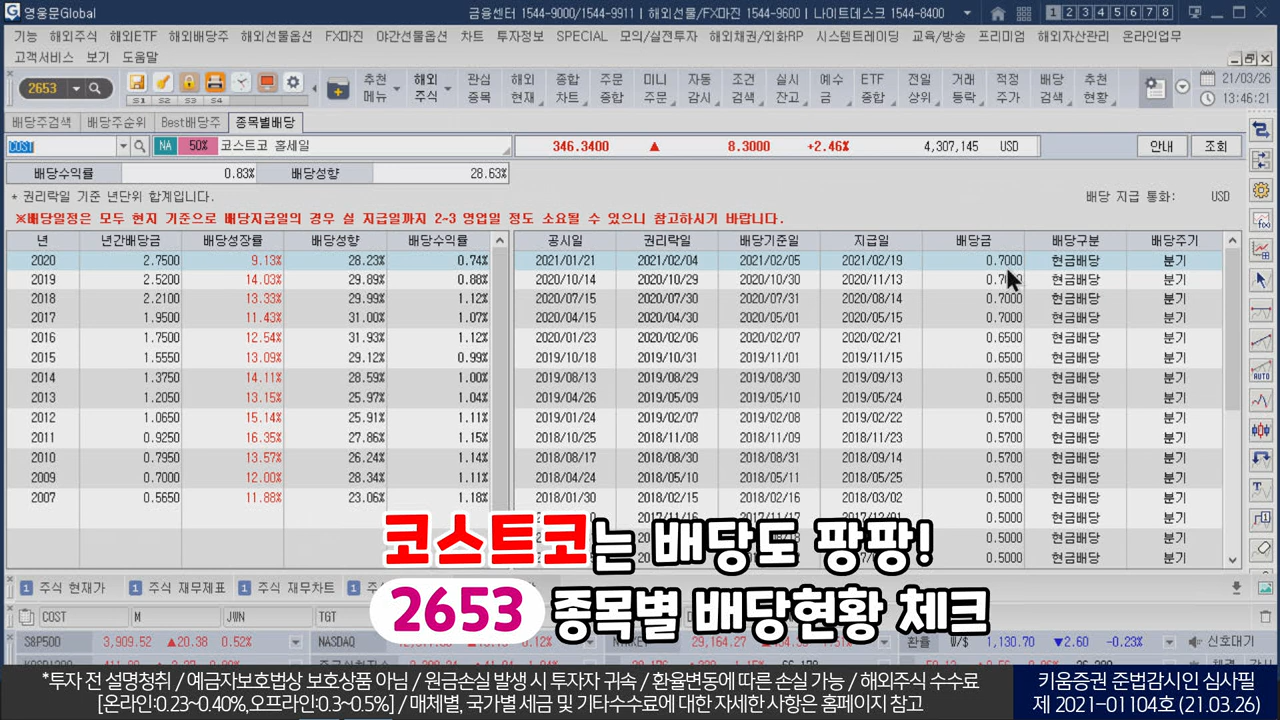 영웅문Global 금융센터 1544-9000/1544-9911 | 해외선물/FX마진 1544-9600 | 나이트데스크 1544-8400 1 2 3 4 5 6 7 8
기능 해외주식 해외ETF 해외배당주 해외선물옵션 FX마진 야간선물옵션 차트 투자정보 SPECIAL 모의/실전투자 해외채권/외화RP 시스템트레이딩 교육/방송 프리미엄 해외자산관리 온라인업무
고객서비스 보기 도움말
2653 S1 S2 S3 S4 추천메뉴 해외주식 관심종목 해외현재 종합차트 주문종합 미니주문 자동감시 조건검색 실시잔고 예수금 ETF종합 전일상위 거래등락 적정주가 배당검색 추천현황 21/03/26
13:46:21
배당주검색 배당주순위 Best배당주 종목별배당
COST NA 50% 코스트코 홀세일 346.3400 ▲ 8.3000 +2.46% 4,307,145 USD 안내 조회
배당수익률 0.83% 배당성향 28.63%
* 권리락일 기준 년단위 합계입니다. 배당 지급 통화: USD
※배당일정은 모두 현지 기준으로 배당지급일의 경우 실 지급일까지 2~3 영업일 정도 소요될 수 있으니 참고하시기 바랍니다.
년 년간배당금 배당성장률 배당성향 배당수익률 공시일 권리락일 배당기준일 지급일 배당금 배당구분 배당주기
2020 2.7500 9.13% 28.23% 0.74% 2021/01/21 2021/02/04 2021/02/05 2021/02/19 0.7000 현금배당 분기
2019 2.5200 14.03% 29.89% 0.88% 2020/10/14 2020/10/29 2020/10/30 2020/11/13 현금배당 분기
2018 2.2100 13.33% 29.99% 1.12% 2020/07/15 2020/07/30 2020/07/31 2020/08/14 0.7000 현금배당 분기
2017 1.9500 11.43% 31.00% 1.07% 2020/04/15 2020/04/30 2020/05/01 2020/05/15 0.7000 현금배당 분기
2016 1.7500 12.54% 31.93% 1.12% 2020/01/23 2020/02/06 2020/02/07 2020/02/21 0.6500 현금배당 분기
2015 1.5550 13.09% 29.12% 0.99% 2019/10/18 2019/10/31 2019/11/01 2019/11/15 0.6500 현금배당 분기
2014 1.3750 14.11% 28.59% 1.00% 2019/08/13 2019/08/29 2019/08/30 2019/09/13 0.6500 현금배당 분기
2013 1.2050 13.15% 25.97% 1.04% 2019/04/26 2019/05/09 2019/05/10 2019/05/24 0.6500 현금배당 분기
2012 1.0650 15.14% 25.91% 1.11% 2019/01/24 2019/02/07 2019/02/08 2019/02/22 0.5700 현금배당 분기
2011 0.9250 16.35% 27.86% 1.15% 2018/10/25 2018/11/08 2018/11/09 2018/11/23 0.5700 현금배당 분기
2010 0.7950 13.57% 26.24% 1.14% 2018/08/17 2018/08/30 2018/08/31 2018/09/14 0.5700 현금배당 분기
2009 0.7000 12.00% 28.34% 1.11% 2018/04/24 2018/05/10 2018/05/11 2018/05/25 0.5700 현금배당 분기
2007 0.5650 11.88% 23.06% 1.18% 2018/01/30 2018/02/15 2018/02/16 2018/03/02 0.5000 현금배당 분기
0.5000 현금배당 분기
0.5000 현금배당 분기
0.5000 현금배당 분기
코스트코는 배당도 팡팡!
2653 종목별 배당현황 체크
1 주식 현재가 1 주식 재무제표 1 주식 재무차트 1
COST M JWN TGT
S&P500 3,909.52 ▲20.38 0.52% NASDAQ 환율 ₩/$ 1,130.70 ▼2.60 -0.23% 신호대기
*투자 전 설명청취 / 예금자보호법상 보호상품 아님 / 원금손실 발생 시 투자자 귀속 / 환율변동에 따른 손실 가능 / 해외주식 수수료
[온라인:0.23~0.40%,오프라인:0.3~0.5%] / 매체별, 국가별 세금 및 기타수수료에 대한 자세한 사항은 홈페이지 참고
키움증권 준법감시인 심사필
제 2021-01104호 (21.03.26)